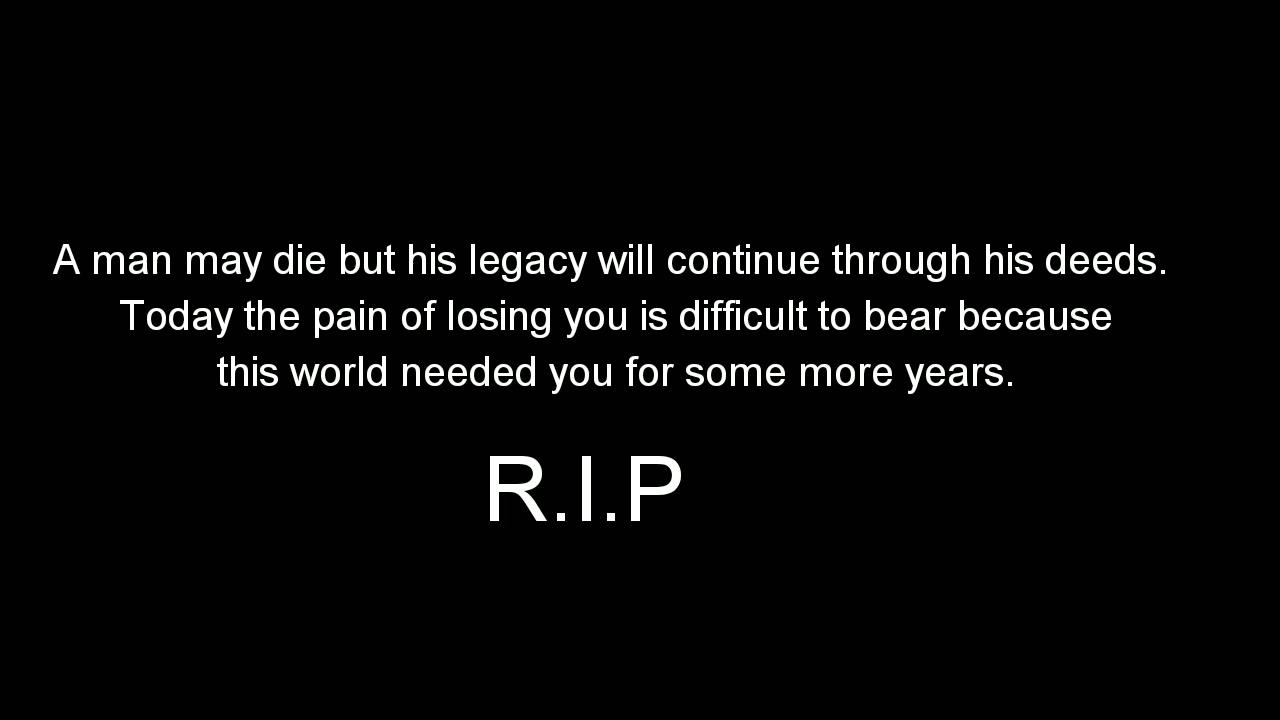 A man may die but his legacy will continue through his deeds.
Today the pain of losing you is difficult to bear because
this world needed you for some more years.
R.I.P